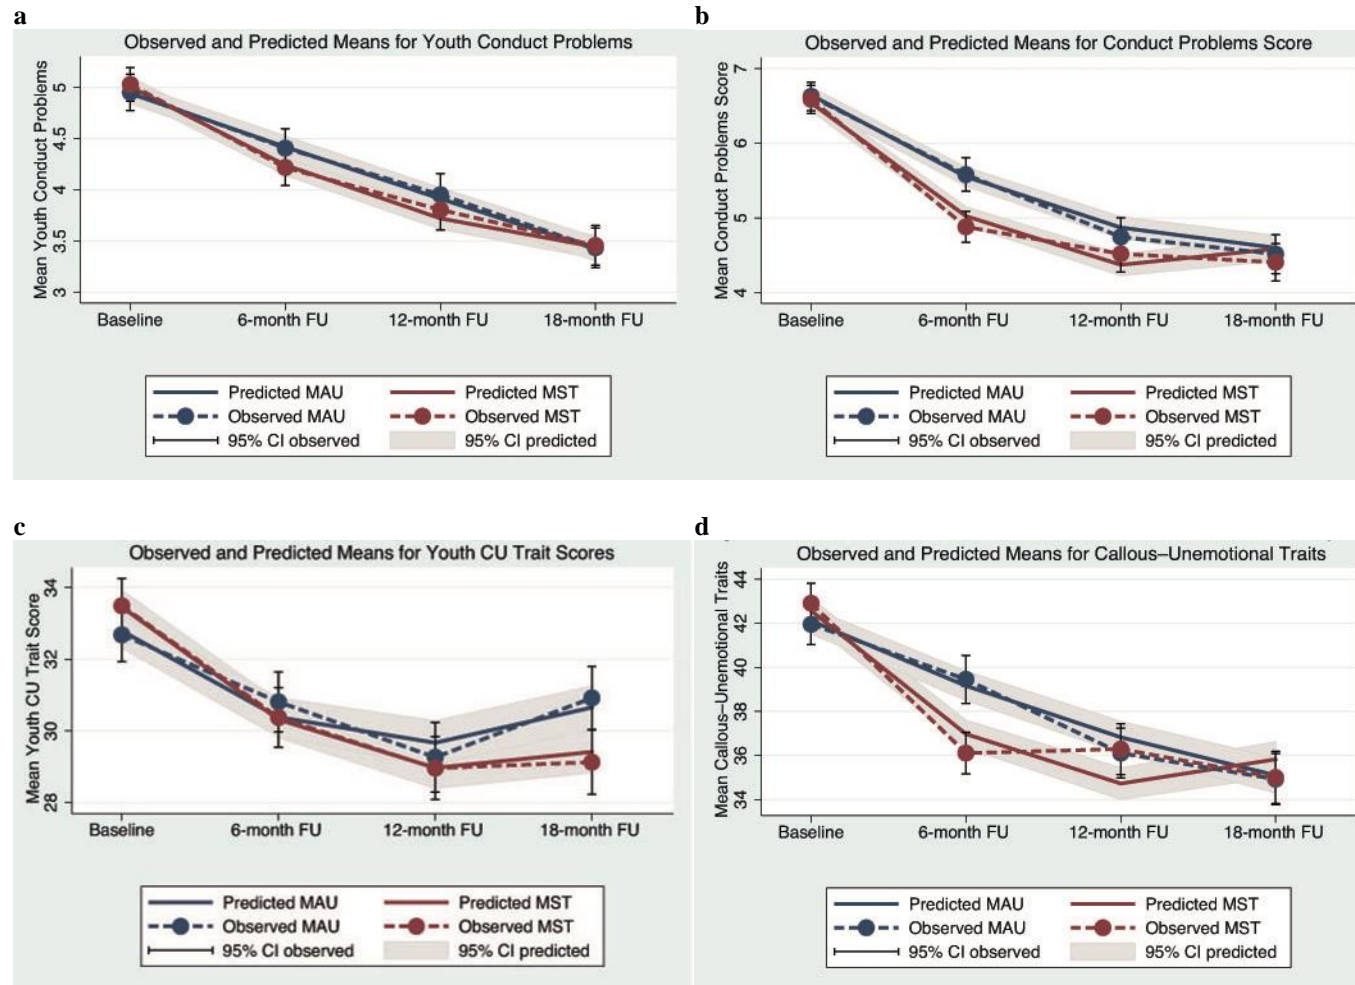 a
Observed and Predicted Means for Youth Conduct Problems
Mean Youth Conduct Problems
5
4.5
4
3.5
3
Baseline 6-month FU 12-month FU 18-month FU
Predicted MAU Predicted MST
Observed MAU Observed MST
95% CI observed 95% CI predicted
b
Observed and Predicted Means for Conduct Problems Score
Mean Conduct Problems Score
7
6
5
4
Baseline 6-month FU 12-month FU 18-month FU
Predicted MAU Predicted MST
Observed MAU Observed MST
95% CI observed 95% CI predicted
c
Observed and Predicted Means for Youth CU Trait Scores
Mean Youth CU Trait Score
34
32
30
28
Baseline 6-month FU 12-month FU 18-month FU
Predicted MAU Predicted MST
Observed MAU Observed MST
95% CI observed 95% CI predicted
d
Observed and Predicted Means for Callous–Unemotional Traits
Mean Callous–Unemotional Traits
44
42
40
38
36
34
Baseline 6-month FU 12-month FU 18-month FU
Predicted MAU Predicted MST
Observed MAU Observed MST
95% CI observed 95% CI predicted